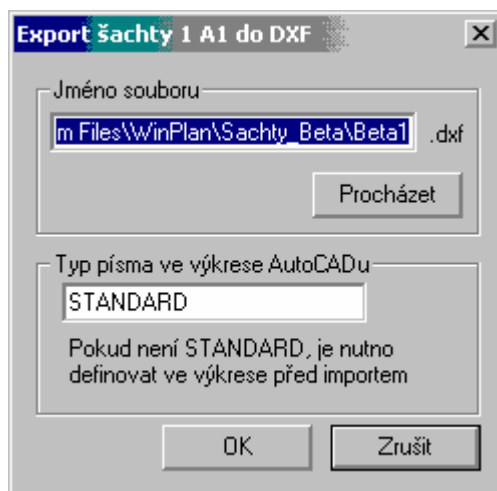 Export šachty 1 A1 do DXF
Jméno souboru
m Files\WinPlan\Sachty_Beta\Beta1 .dxf
Procházet
Typ písma ve výkrese AutoCADu
STANDARD
Pokud není STANDARD, je nutno
definovat ve výkrese před importem
OK Zrušit